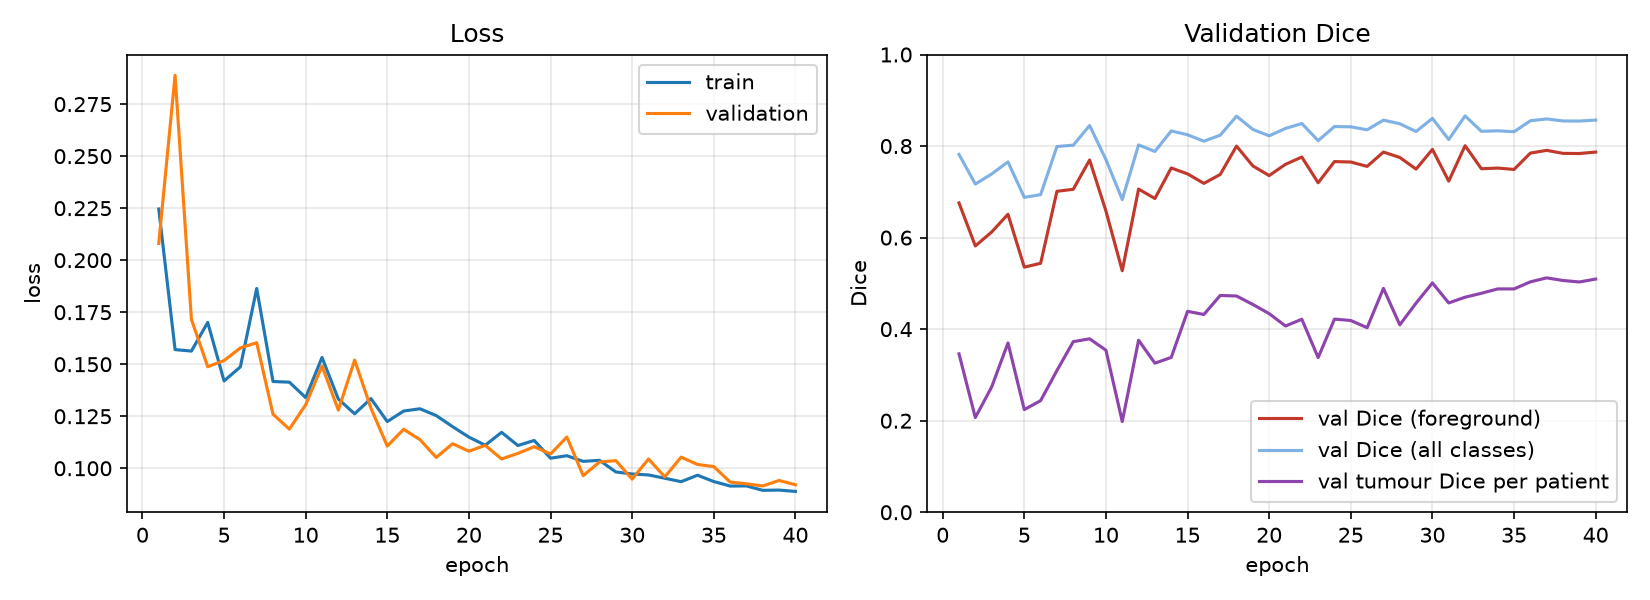 Loss
0.275
0.250
0.225
0.200
0.175
0.150
0.125
0.100
loss
train
validation
0 5 10 15 20 25 30 35 40
epoch
Validation Dice
1.0
0.8
0.6
0.4
0.2
0.0
Dice
val Dice (foreground)
val Dice (all classes)
val tumour Dice per patient
0 5 10 15 20 25 30 35 40
epoch